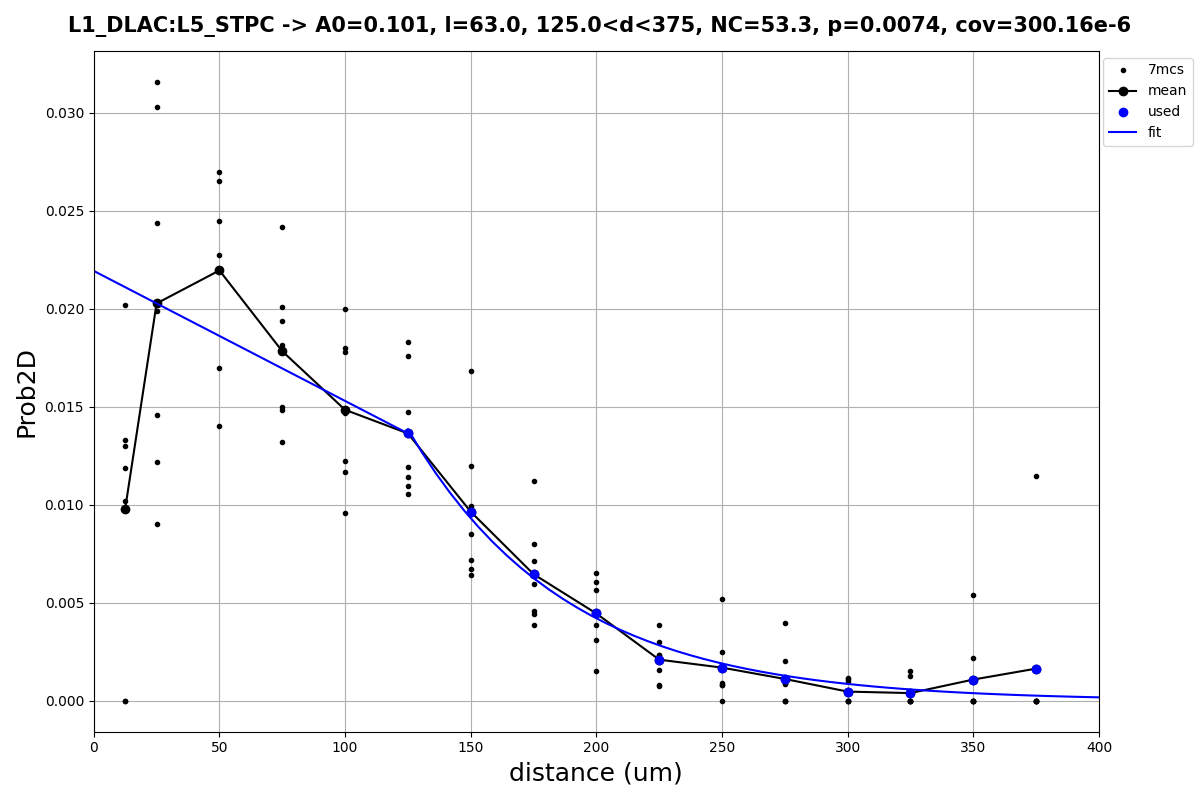 L1_DLAC:L5_STPC -> A0=0.101, l=63.0, 125.0<d<375, NC=53.3, p=0.0074, cov=300.16e-6
7mcs
mean
used
fit
0.030
0.025
0.020
0.015
0.010
0.005
0.000
Prob2D
0 50 100 150 200 250 300 350 400
distance (um)